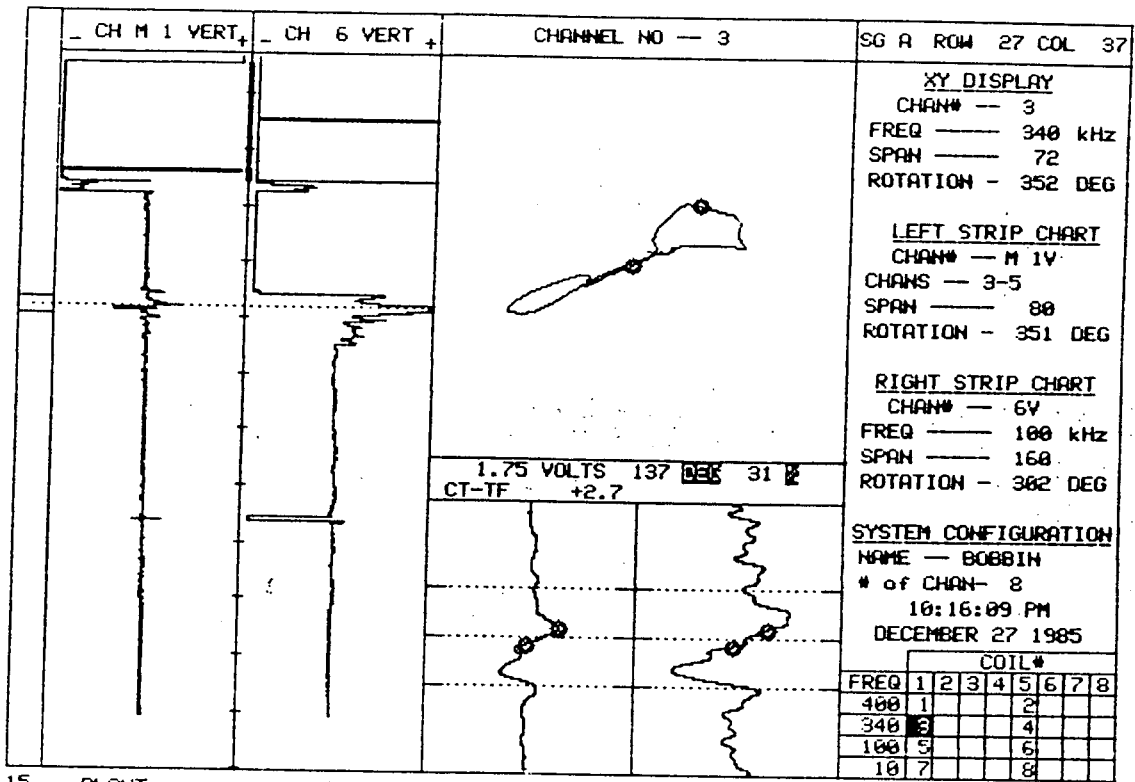 _ CH M 1 VERT +
_ CH 6 VERT +
CHANNEL NO -- 3
SG A ROW 27 COL 37
XY DISPLAY
CHAN# -- 3
FREQ ---- 340 kHz
SPAN ---- 72
ROTATION - 352 DEG
LEFT STRIP CHART
CHAN# -- M 1V
CHANS -- 3-5
SPAN ---- 80
ROTATION - 351 DEG
RIGHT STRIP CHART
CHAN# -- 6V
FREQ ---- 100 kHz
SPAN ---- 160
ROTATION - 302 DEG
1.75 VOLTS 137 DEG 31 %
CT-TF +2.7
SYSTEM CONFIGURATION
NAME -- BOBBIN
# of CHAN- 8
10:16:09 PM
DECEMBER 27 1985
COIL#
FREQ 1 2 3 4 5 6 7 8
400 1 2
340 3 4
100 5 6
10 7 8
15